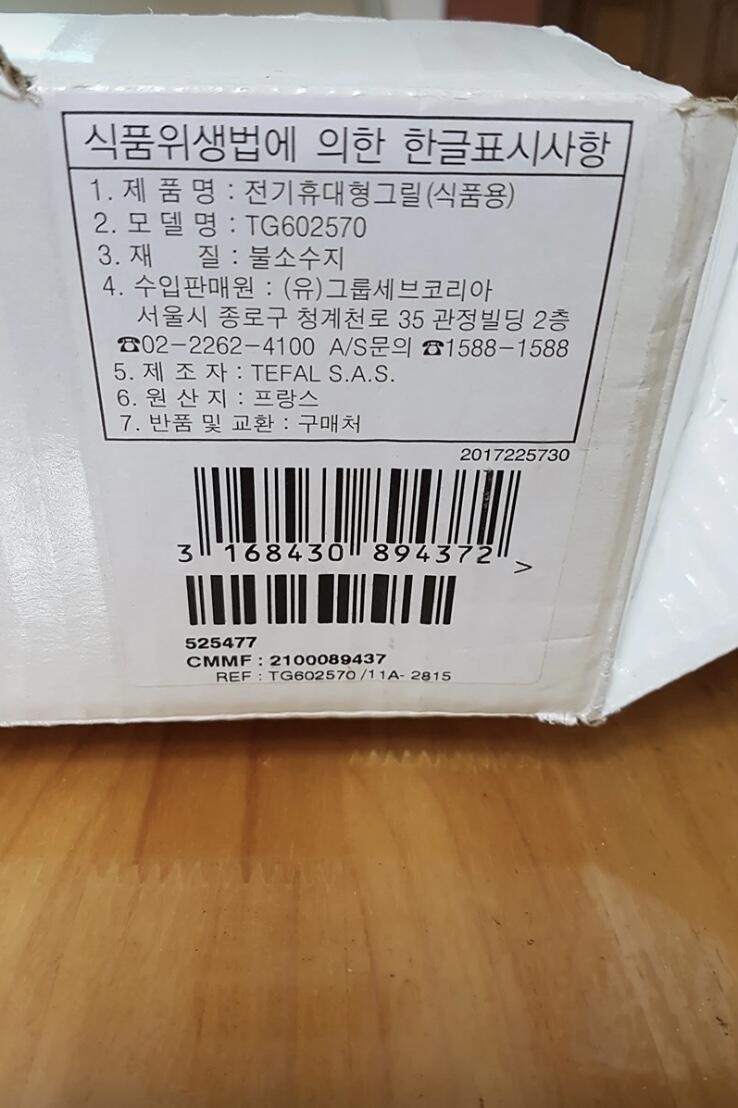 식품위생법에 의한 한글표시사항
1. 제 품 명 : 전기휴대형그릴(식품용)
2. 모 델 명 : TG602570
3. 재 질 : 불소수지
4. 수입판매원 : (유)그룹세브코리아
서울시 종로구 청계천로 35 관정빌딩 2층
☎02-2262-4100 A/S문의 ☎1588-1588
5. 제 조 자 : TEFAL S.A.S.
6. 원 산 지 : 프랑스
7. 반품 및 교환 : 구매처
2017225730
3 168430 894372 >
525477
CMMF : 2100089437
REF : TG602570 /11A- 2815